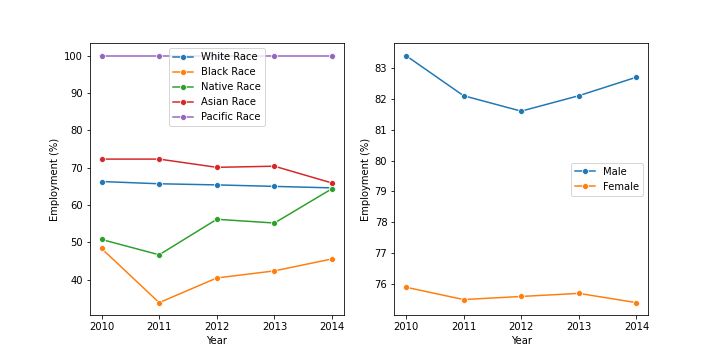 100
90
80
70
60
50
40
2010
2011
2012
2013
2014
Year
Employment (%)
White Race
Black Race
Native Race
Asian Race
Pacific Race
83
82
81
80
79
78
77
76
2010
2011
2012
2013
2014
Year
Employment (%)
Male
Female